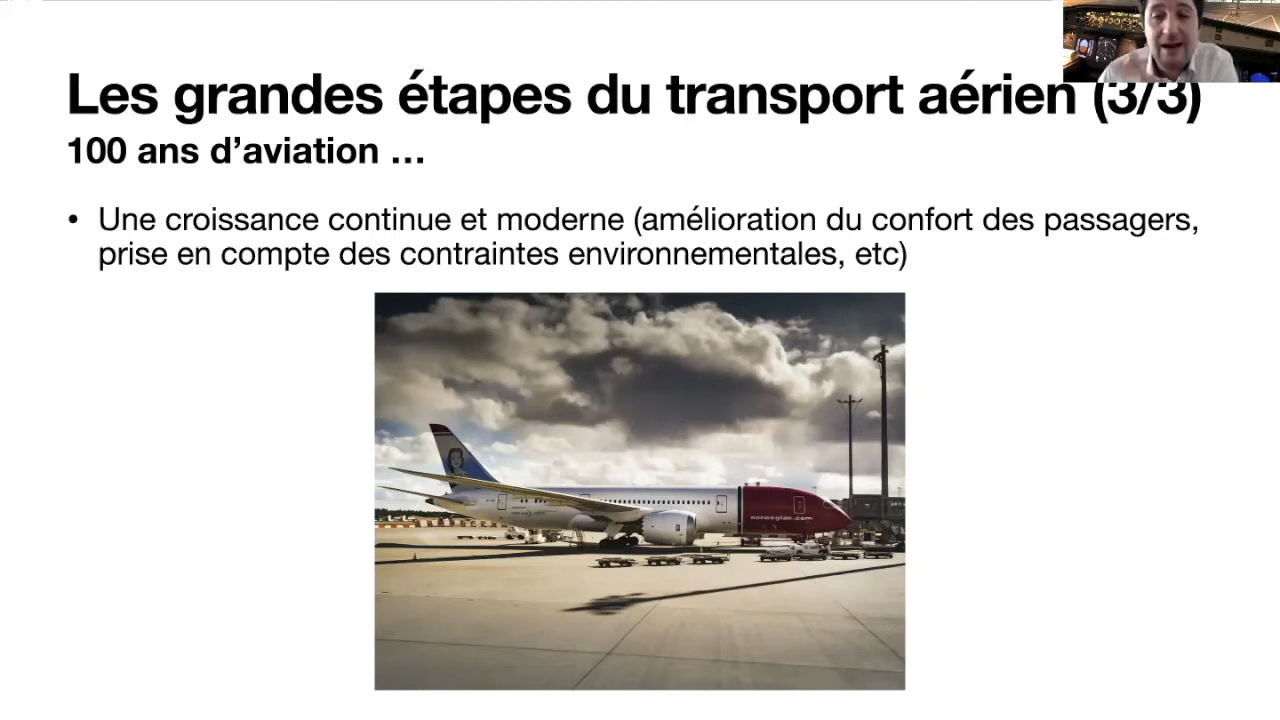 Les grandes étapes du transport aérien (3/3)
100 ans d’aviation …
• Une croissance continue et moderne (amélioration du confort des passagers,
prise en compte des contraintes environnementales, etc)
norwegian.com